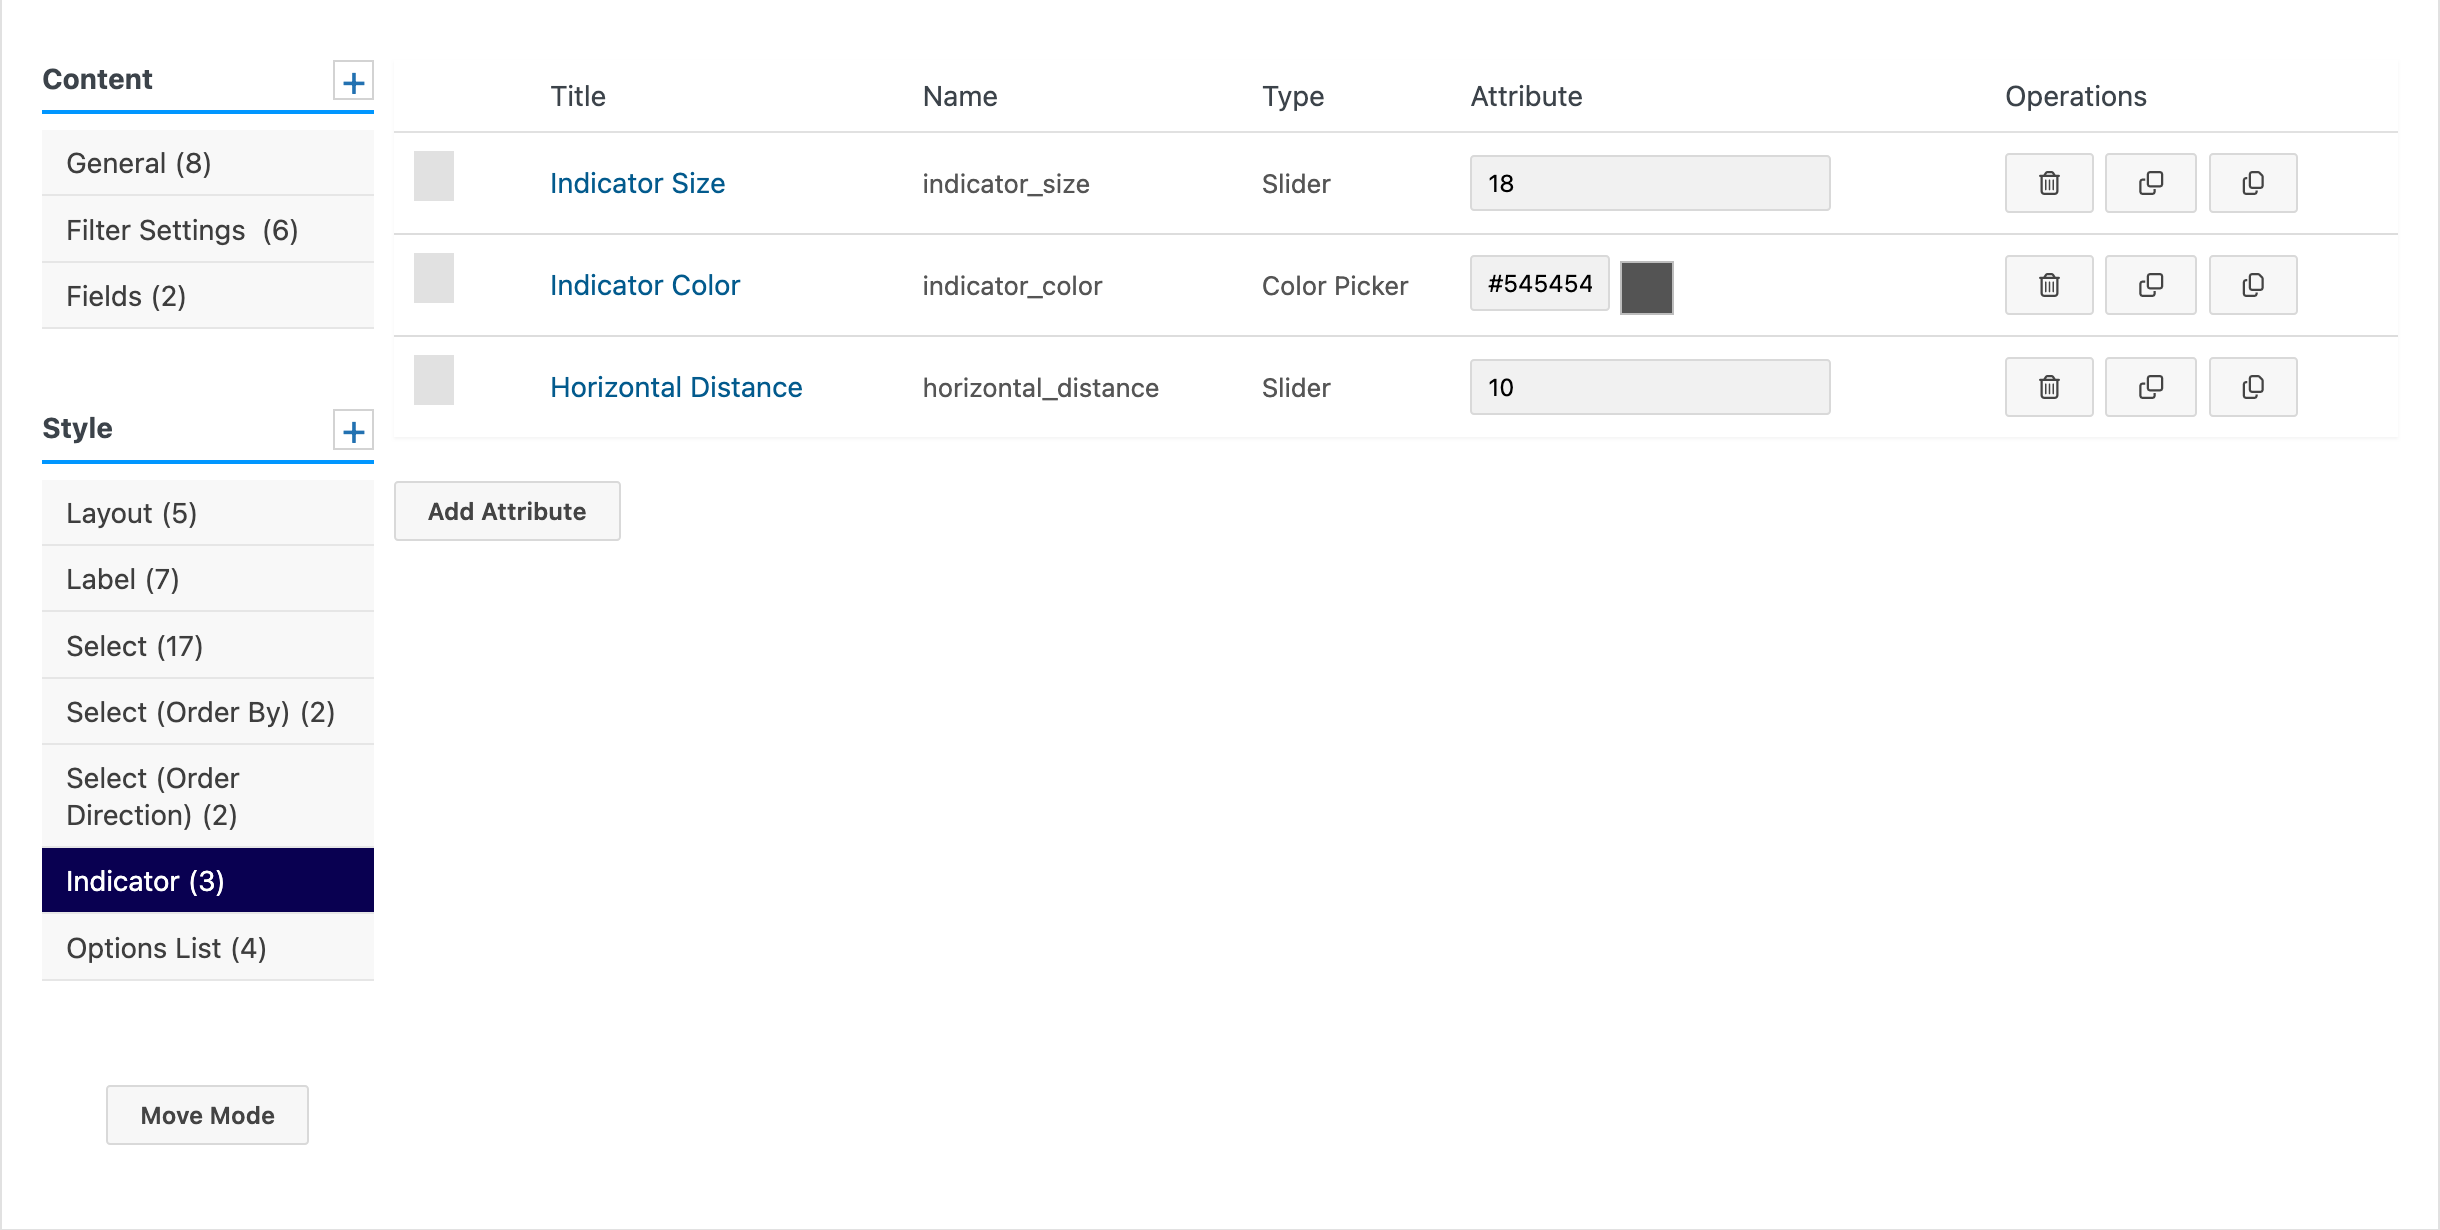 Content
General (8)
Filter Settings (6)
Fields (2)
Style
Layout (5)
Label (7)
Select (17)
Select (Order By) (2)
Select (Order
Direction) (2)
Indicator (3)
Options List (4)
Move Mode
Title Name Type Attribute Operations
Indicator Size indicator_size Slider 18
Indicator Color indicator_color Color Picker #545454
Horizontal Distance horizontal_distance Slider 10
Add Attribute